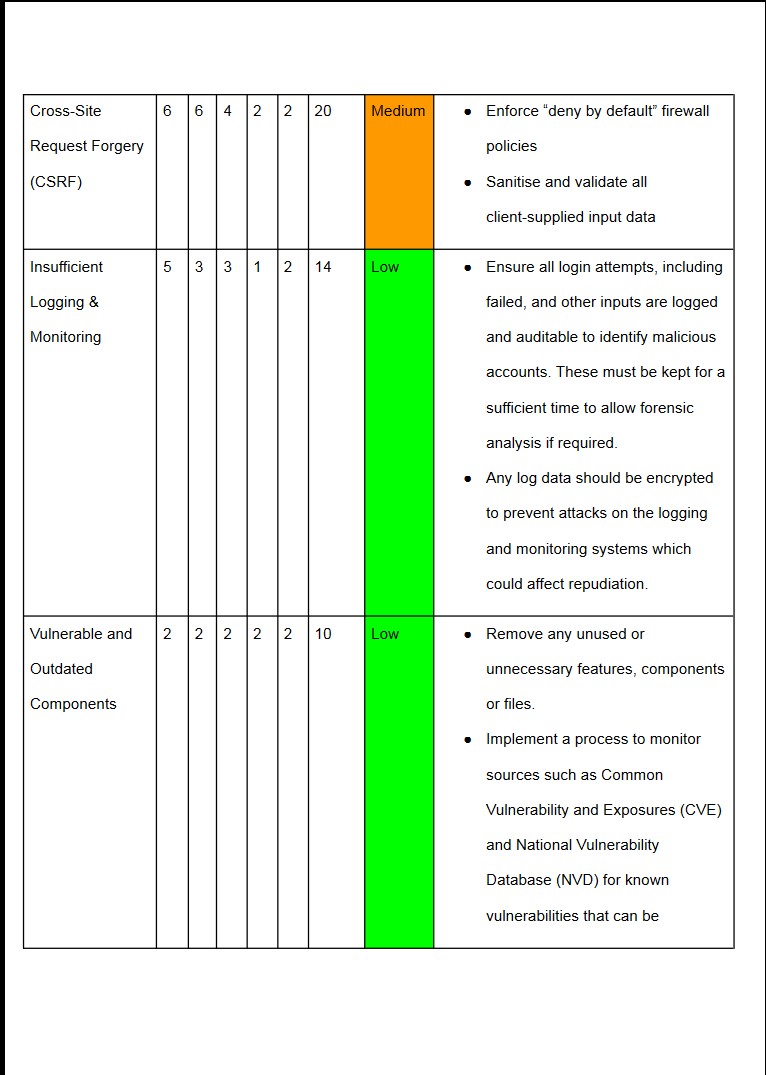 Cross-Site Request Forgery (CSRF) 6 6 4 2 2 20 Medium
● Enforce “deny by default” firewall
policies
● Sanitise and validate all
client-supplied input data
Insufficient Logging & Monitoring 5 3 3 1 2 14 Low
● Ensure all login attempts, including
failed, and other inputs are logged
and auditable to identify malicious
accounts. These must be kept for a
sufficient time to allow forensic
analysis if required.
● Any log data should be encrypted
to prevent attacks on the logging
and monitoring systems which
could affect repudiation.
Vulnerable and Outdated Components 2 2 2 2 2 10 Low
● Remove any unused or
unnecessary features, components
or files.
● Implement a process to monitor
sources such as Common
Vulnerability and Exposures (CVE)
and National Vulnerability
Database (NVD) for known
vulnerabilities that can be